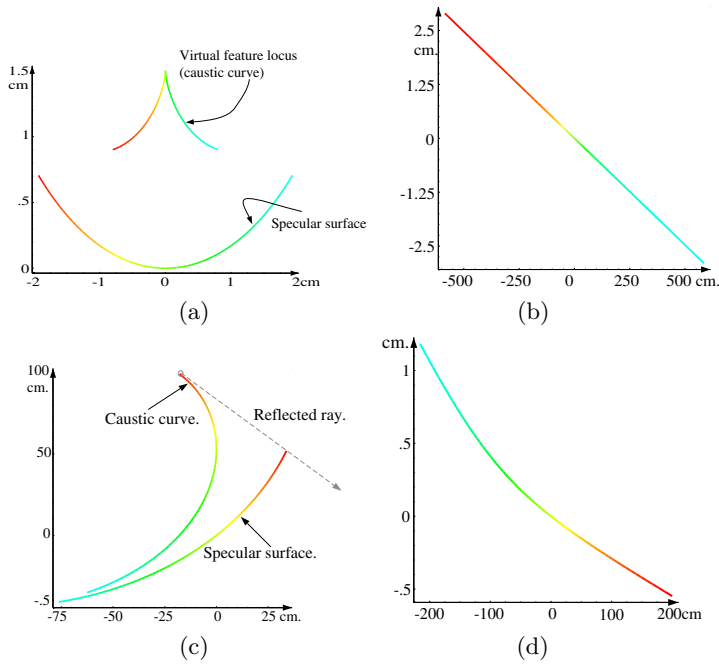 Virtual feature locus
(caustic curve)
1.5
cm
1
.5
0
Specular surface
-2
-1
0
1
2cm
(a)
2.5
cm.
1.25
0
-1.25
-2.5
-500
-250
0
250
500
cm.
(b)
100
cm.
50
0
-.5
Caustic curve.
Reflected ray.
Specular surface.
-75
-50
-25
0
25
cm.
(c)
cm.
1
.5
0
-.5
-200
-100
0
100
200
cm.
(d)